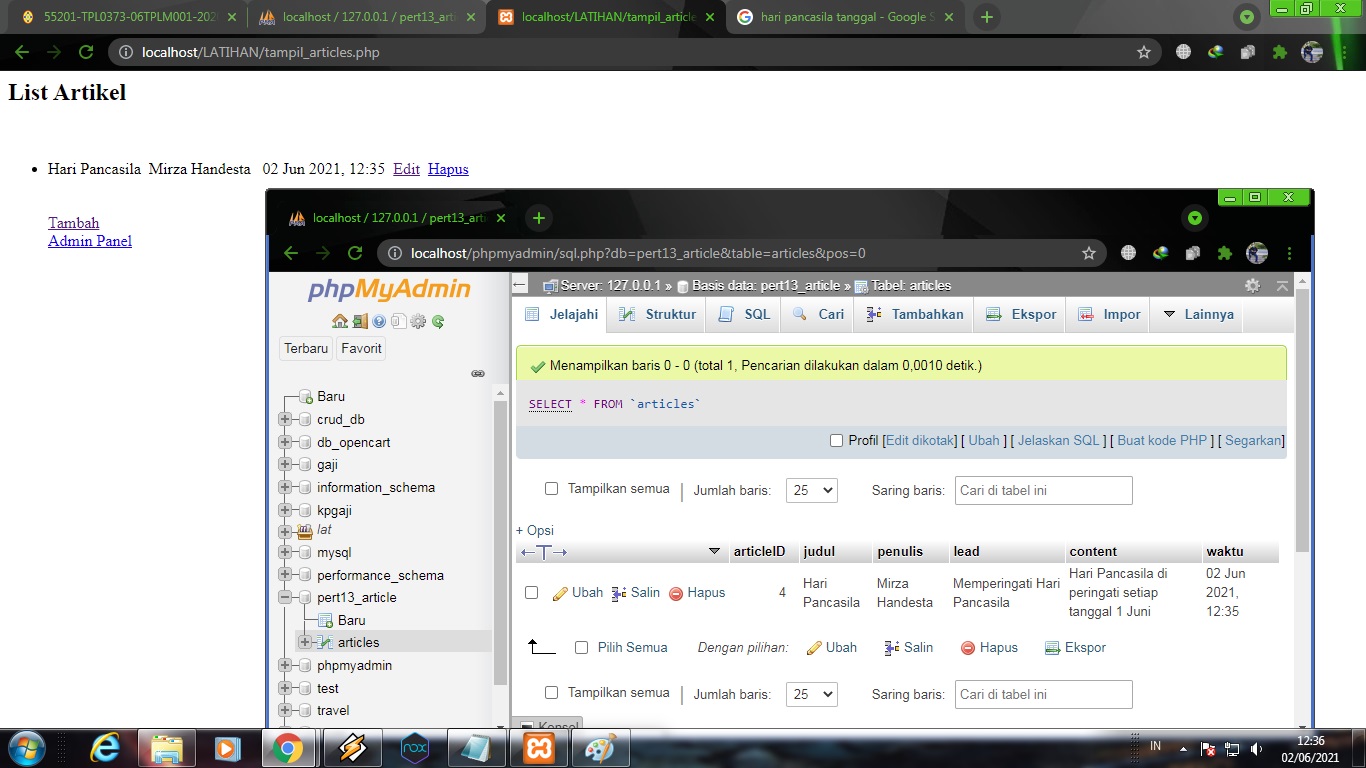 55201-TPL0373-06TPLM001-202
localhost / 127.0.0.1 / pert13_arti
localhost/LATIHAN/tampil_article
hari pancasila tanggal - Google S
localhost/LATIHAN/tampil_articles.php
List Artikel
Hari Pancasila Mirza Handesta 02 Jun 2021, 12:35 Edit Hapus
Tambah
Admin Panel
localhost / 127.0.0.1 / pert13_arti
localhost/phpmyadmin/sql.php?db=pert13_article&table=articles&pos=0
phpMyAdmin
Terbaru Favorit
Baru
crud_db
db_opencart
gaji
information_schema
kpgaji
lat
mysql
performance_schema
pert13_article
Baru
articles
phpmyadmin
test
travel
Server: 127.0.0.1 » Basis data: pert13_article » Tabel: articles
Jelajahi Struktur SQL Cari Tambahkan Ekspor Impor Lainnya
Menampilkan baris 0 - 0 (total 1, Pencarian dilakukan dalam 0,0010 detik.)
SELECT * FROM `articles`
Profil [Edit dikotak] [ Ubah ] [ Jelaskan SQL ] [ Buat kode PHP ] [ Segarkan]
Tampilkan semua | Jumlah baris: 25 Saring baris: Cari di tabel ini
+ Opsi
←T→ articleID judul penulis lead content waktu
Ubah Salin Hapus 4 Hari Pancasila Mirza Handesta Memperingati Hari Pancasila Hari Pancasila di peringati setiap tanggal 1 Juni 02 Jun 2021, 12:35
Pilih Semua Dengan pilihan: Ubah Salin Hapus Ekspor
Tampilkan semua | Jumlah baris: 25 Saring baris: Cari di tabel ini
Konsol
nox
IN
12:36
02/06/2021